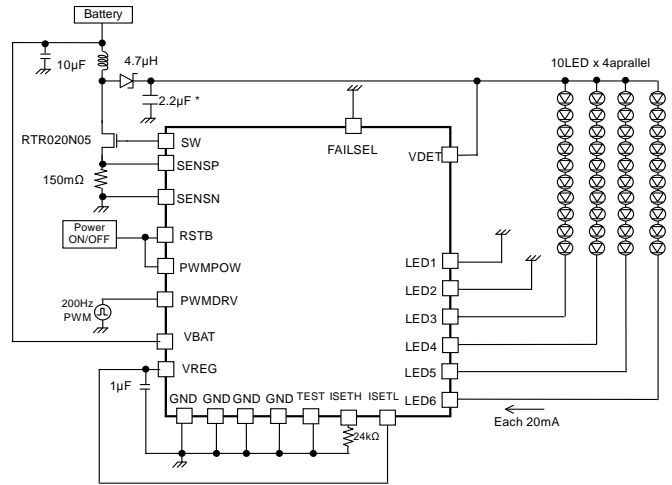 Battery
10μF
4.7μH
10LED x 4aprallel
2.2μF *
RTR020N05
FAILSEL
SW
VDET
SENSP
150mΩ
SENSN
Power
ON/OFF
RSTB
PWMPOW
LED1
LED2
200Hz
PWM
PWMDRV
LED3
VBAT
LED4
VREG
LED5
1μF
GND GND GND GND TEST ISETH ISETL
LED6
24kΩ
Each 20mA